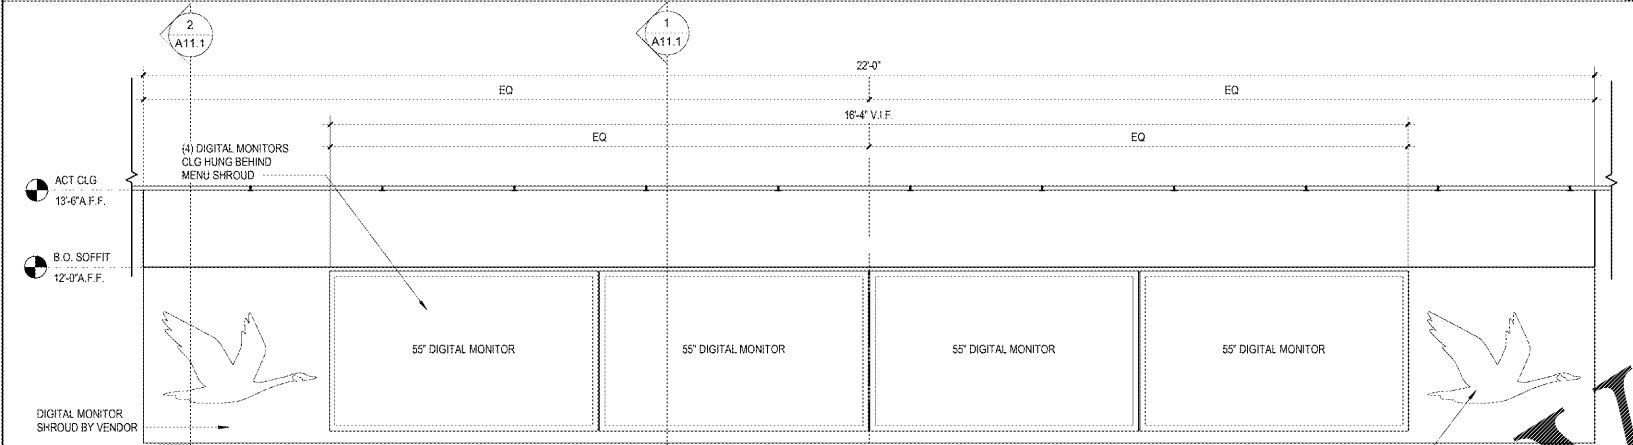 2
A11.1
1
A11.1
22'-0"
EQ
EQ
16'-4" V.I.F.
EQ
EQ
(4) DIGITAL MONITORS
CLG HUNG BEHIND
MENU SHROUD
ACT CLG
13'-6"A.F.F.
B.O. SOFFIT
12'-0"A.F.F.
55" DIGITAL MONITOR
55" DIGITAL MONITOR
55" DIGITAL MONITOR
55" DIGITAL MONITOR
DIGITAL MONITOR
SHROUD BY VENDOR